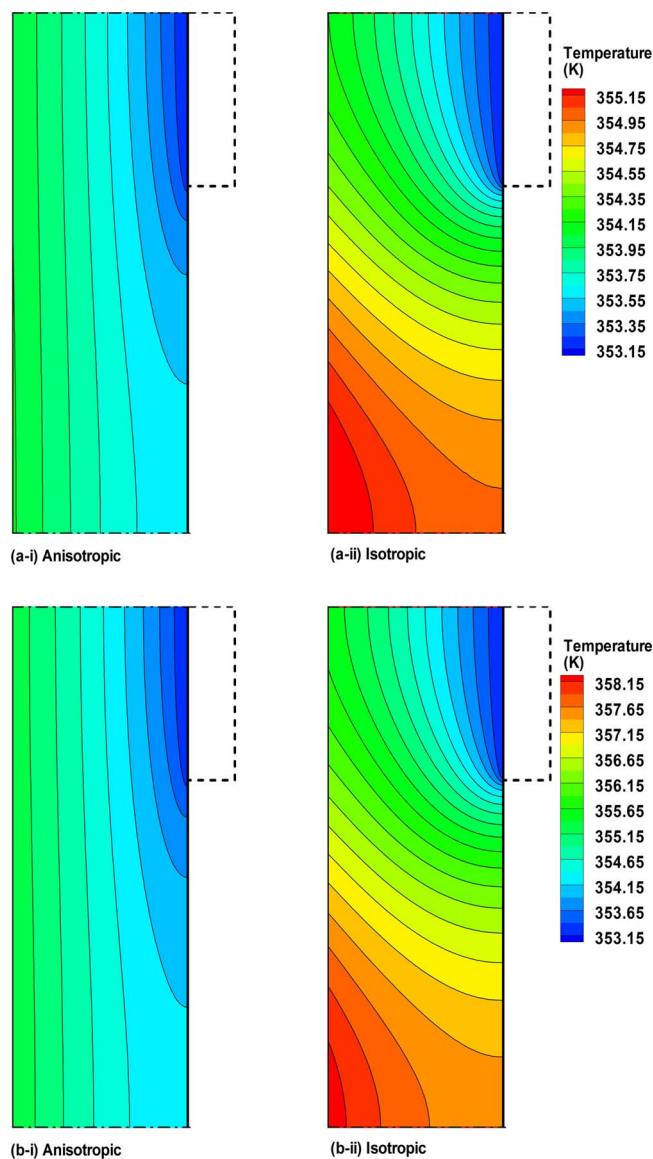 Temperature
(K)
355.15
354.95
354.75
354.55
354.35
354.15
353.95
353.75
353.55
353.35
353.15
(a-i) Anisotropic
(a-ii) Isotropic
Temperature
(K)
358.15
357.65
357.15
356.65
356.15
355.65
355.15
354.65
354.15
353.65
353.15
(b-i) Anisotropic
(b-ii) Isotropic